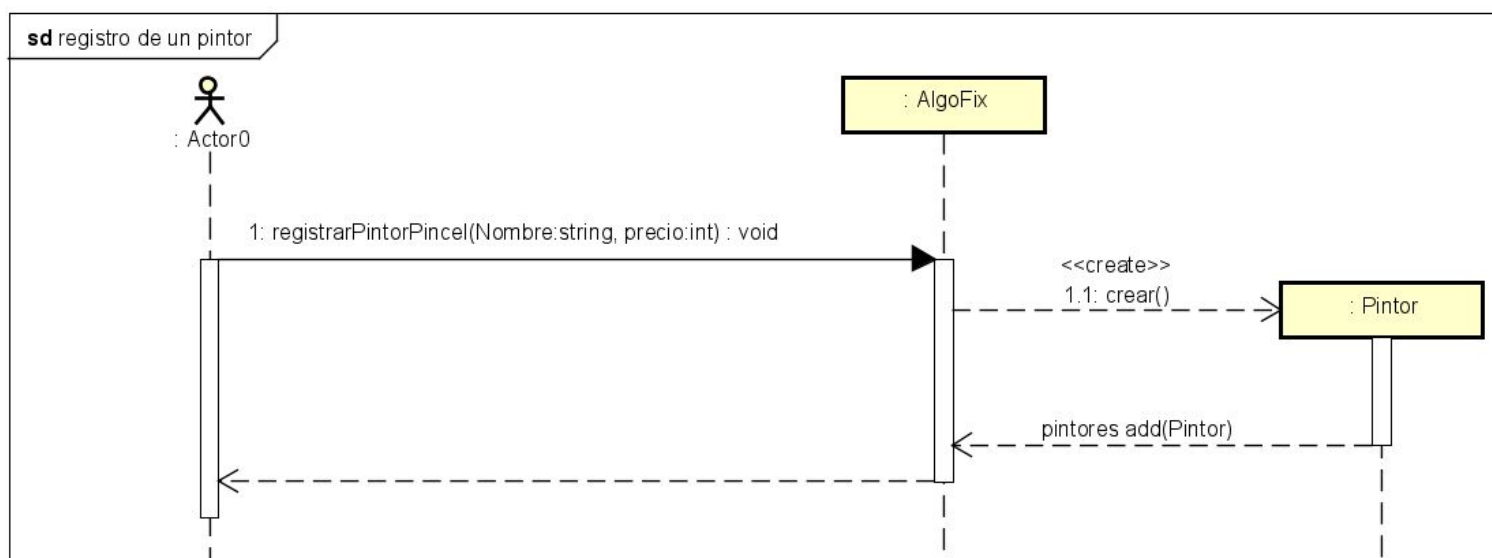 sd registro de un pintor
: Actor0
: AlgoFix
1: registrarPintorPincel(Nombre:string, precio:int) : void
<<create>>
1.1: crear()
: Pintor
pintores add(Pintor)